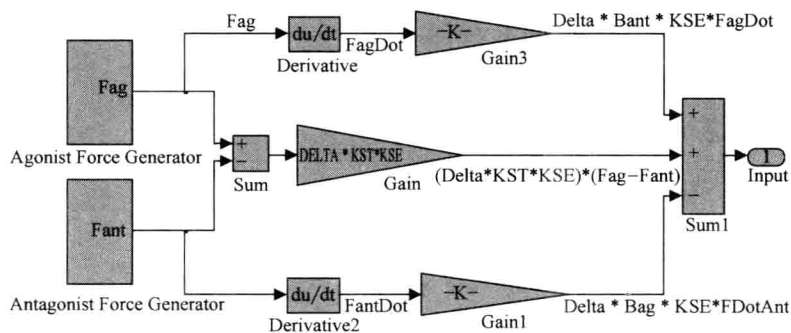 Fag
du/dt
FagDot
Derivative
-K-
Gain3
Delta * Bant * KSE*FagDot
Fag
Agonist Force Generator
+
−
Sum
DELTA * KST*KSE
Gain
(Delta*KST*KSE)*(Fag−Fant)
+
+
−
Sum1
1
Input
Fant
Antagonist Force Generator
du/dt
FantDot
Derivative2
-K-
Gain1
Delta * Bag * KSE*FDotAnt